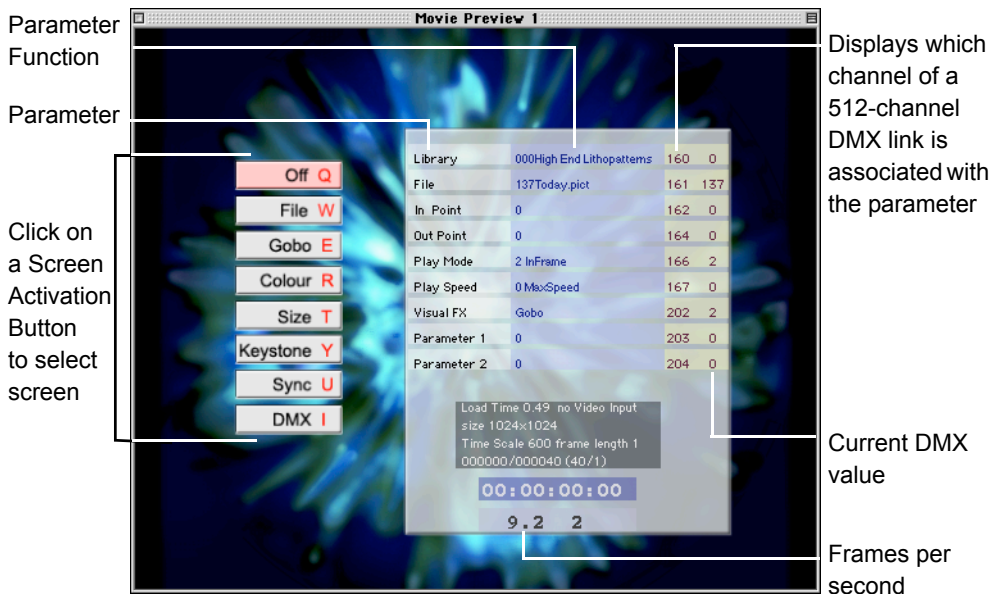 Movie Preview 1
Parameter
Function
Parameter
Click on
a Screen
Activation
Button
to select
screen
Off Q
File W
Gobo E
Colour R
Size T
Keystone Y
Sync U
DMX I
Library 000High End Lithopatterns 160 0
File 137Today.pict 161 137
In Point 0 162 0
Out Point 0 164 0
Play Mode 2 InFrame 166 2
Play Speed 0 MaxSpeed 167 0
Visual FX Gobo 202 2
Parameter 1 0 203 0
Parameter 2 0 204 0
Load Time 0.49 no Video Input
size 1024x1024
Time Scale 600 frame length 1
000000/000040 (40/1)
00:00:00:00
9.2 2
Displays which
channel of a
512-channel
DMX link is
associated with
the parameter
Current DMX
value
Frames per
second